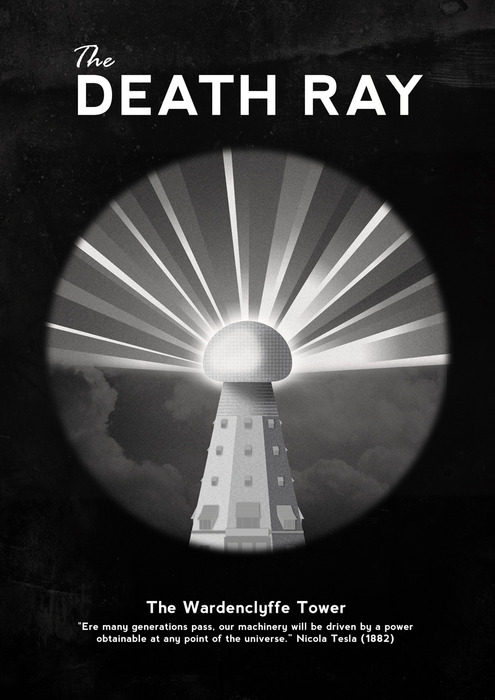 The
DEATH RAY
The Wardenclyffe Tower
"Ere many generations pass, our machinery will be driven by a power
obtainable at any point of the universe." Nicola Tesla (1882)